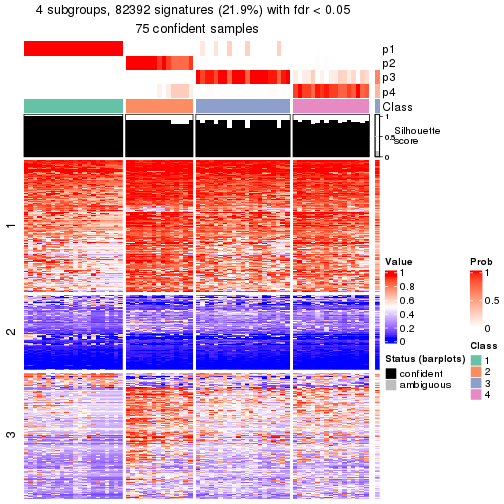 4 subgroups, 82392 signatures (21.9%) with fdr < 0.05
75 confident samples
p1
p2
p3
p4
Class
1
0.5
0
Silhouette
score
1
2
3
Value
1
0.8
0.6
0.4
0.2
0
Prob
1
0.5
0
Status (barplots)
confident
ambiguous
Class
1
2
3
4